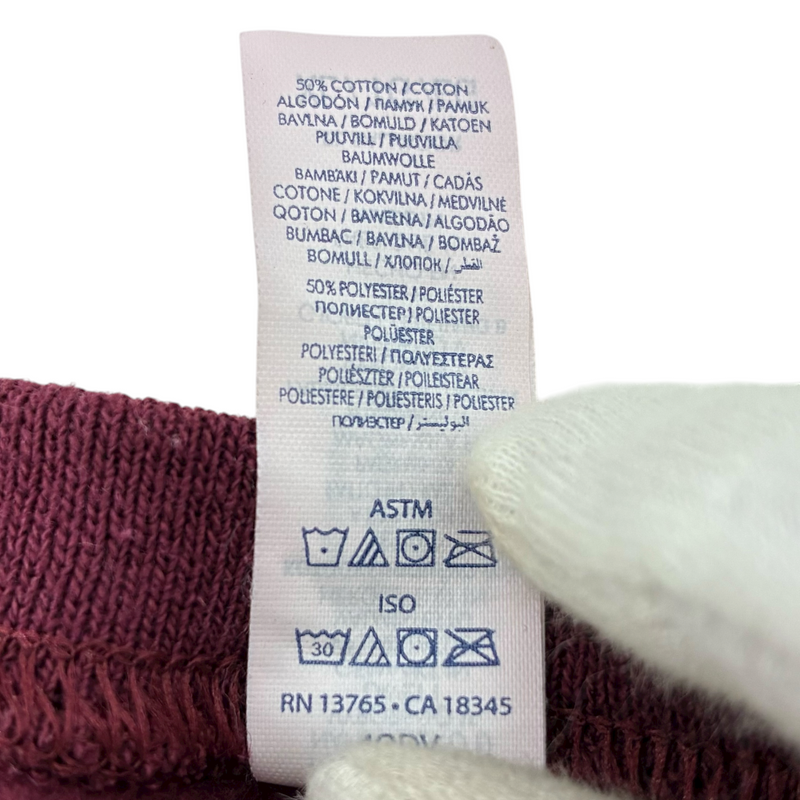 50% COTTON / COTON
ALGODÓN / ПАМУК / PAMUK
BAVLNA / BOMULD / KATOEN
PUUVILL / PUUVILLA
BAUMWOLLE
BAMBAKI / PAMUT / CADÁS
COTONE / KOKVILNA / MEDVILNĖ
QOTON / BAWEŁNA / ALGODÃO
BUMBAC / BAVLNA / BOMBAŽ
BOMULL / ХЛОПОК / القطن
50% POLYESTER / POLIÉSTER
ПОЛИЕСТЕР / POLIESTER
POLÜESTER
POLYESTERI / ΠΟΛΥΕΣΤΕΡΑΣ
POLIÉSZTER / POILEISTEAR
POLIESTERE / POLIESTERIS / POLIESTER
ПОЛИЭСТЕР / البوليستر
ASTM
ISO
30
RN 13765 • CA 18345